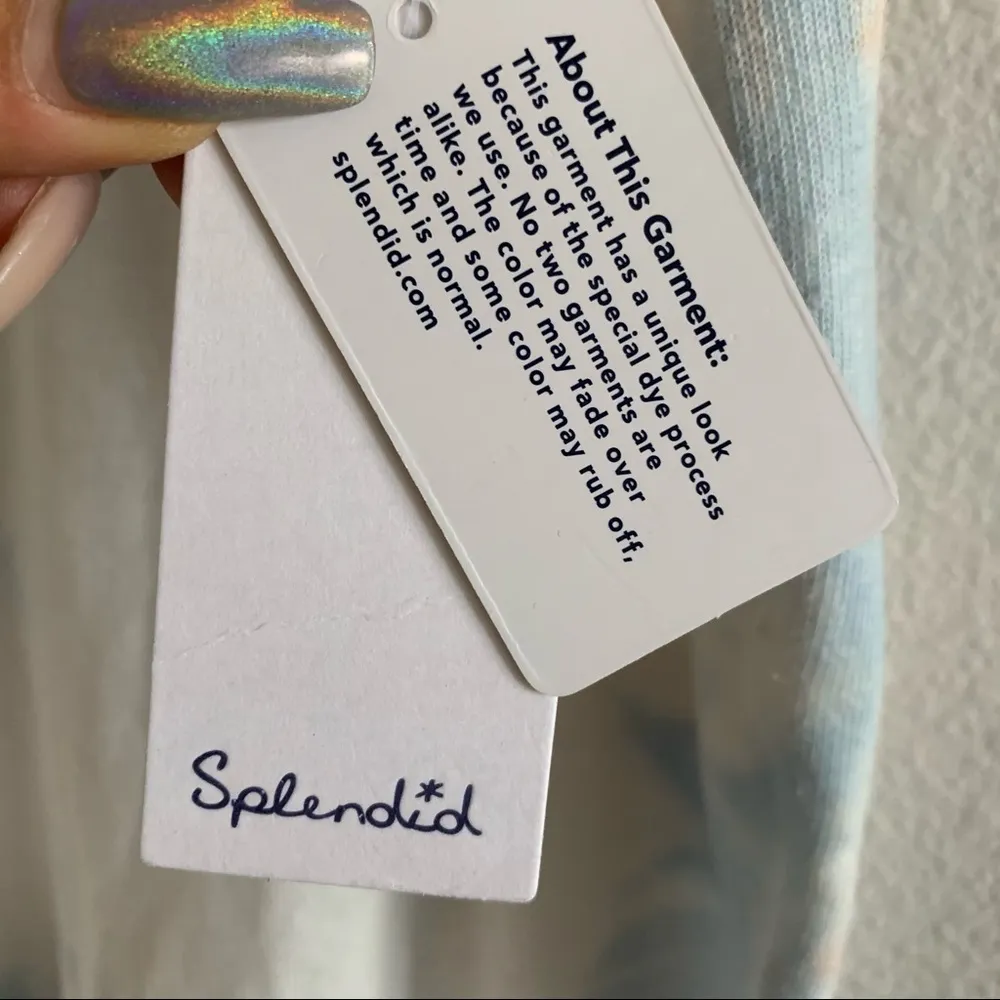 About This Garment:
This garment has a unique look
because of the special dye process
we use. No two garments are
alike. The color may fade over
time and some color may rub off,
which is normal.
splendid.com
Splendid